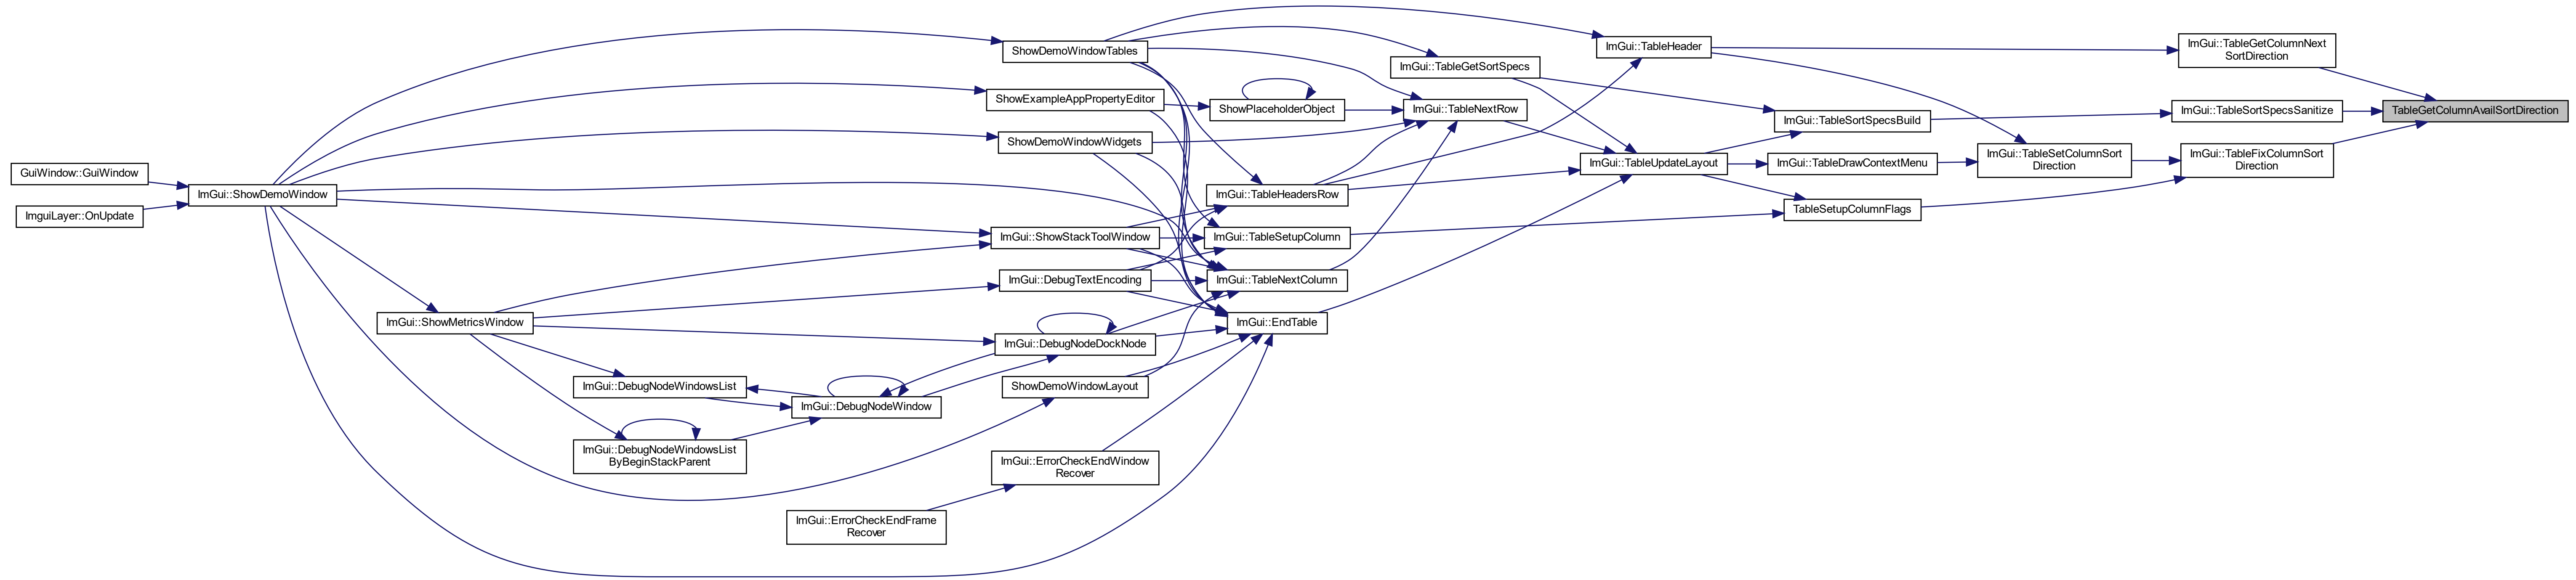 GuiWindow::GuiWindow
ImguiLayer::OnUpdate
ImGui::ShowDemoWindow
ImGui::ShowMetricsWindow
ImGui::DebugNodeWindowsList
ImGui::DebugNodeWindowsList
ByBeginStackParent
ImGui::DebugNodeWindow
ImGui::ErrorCheckEndFrame
Recover
ShowDemoWindowTables
ShowExampleAppPropertyEditor
ShowDemoWindowWidgets
ImGui::ShowStackToolWindow
ImGui::DebugTextEncoding
ImGui::DebugNodeDockNode
ShowDemoWindowLayout
ImGui::ErrorCheckEndWindow
Recover
ShowPlaceholderObject
ImGui::TableHeadersRow
ImGui::TableSetupColumn
ImGui::TableNextColumn
ImGui::EndTable
ImGui::TableGetSortSpecs
ImGui::TableNextRow
ImGui::TableHeader
ImGui::TableUpdateLayout
ImGui::TableSortSpecsBuild
ImGui::TableDrawContextMenu
TableSetupColumnFlags
ImGui::TableSetColumnSort
Direction
ImGui::TableGetColumnNext
SortDirection
ImGui::TableSortSpecsSanitize
ImGui::TableFixColumnSort
Direction
TableGetColumnAvailSortDirection